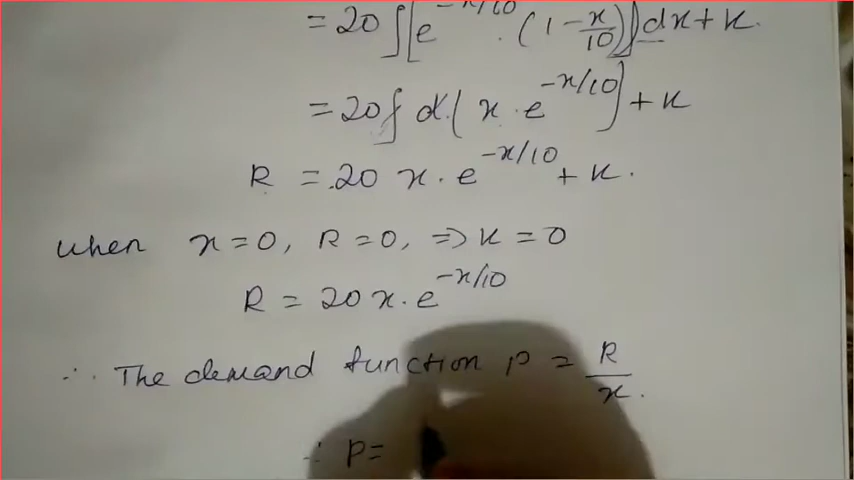 = 20 ∫[e^{-x/10} . (1 - x/10)] dx + k.
= 20 ∫ d(x . e^{-x/10}) + k
R = 20 x . e^{-x/10} + k.
when x = 0, R = 0, ⇒ k = 0
R = 20 x . e^{-x/10}
∴ The demand function p = R/x.
∴ P =